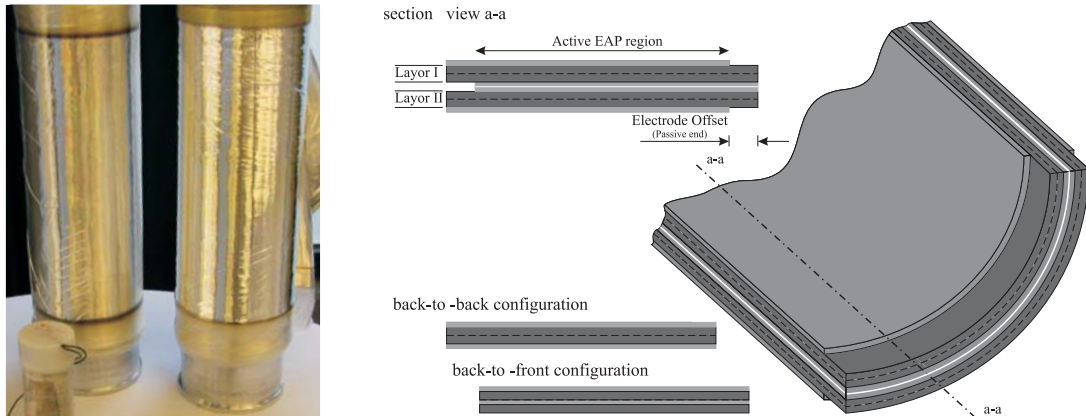 section view a-a
Active EAP region
Layor I
Layor II
Electrode Offset
(Passive end)
a-a
back-to -back configuration
back-to -front configuration
a-a